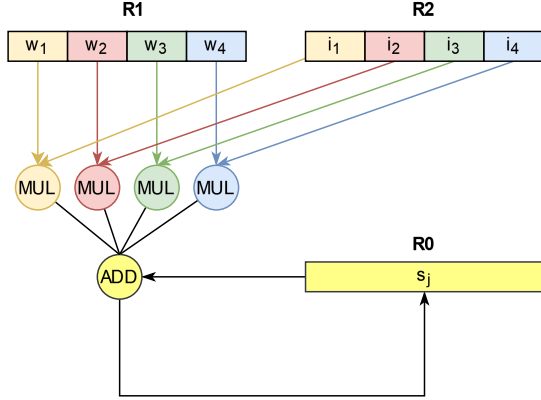 R1 R2
w₁ w₂ w₃ w₄ i₁ i₂ i₃ i₄
MUL MUL MUL MUL
R0
ADD sⱼ